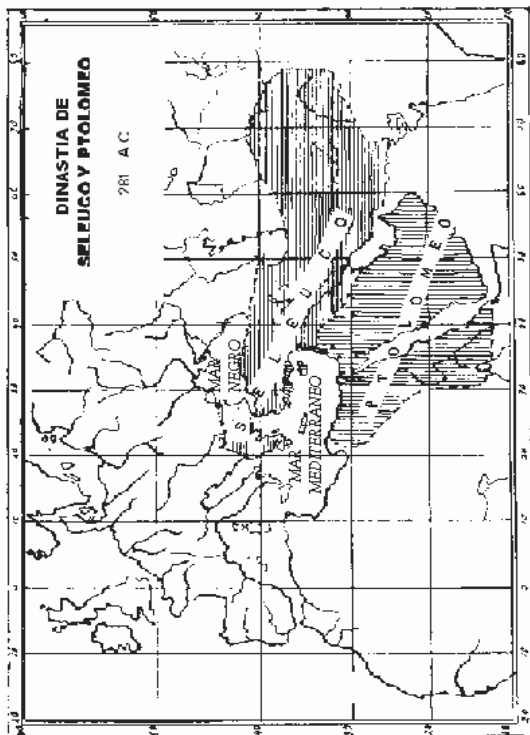 DINASTIA DE
SELEUCO Y PTOLOMEO
281 A C
MAR
NEGRO
SELEUCO
MAR
MEDITERRANEO
PTOLOMEO